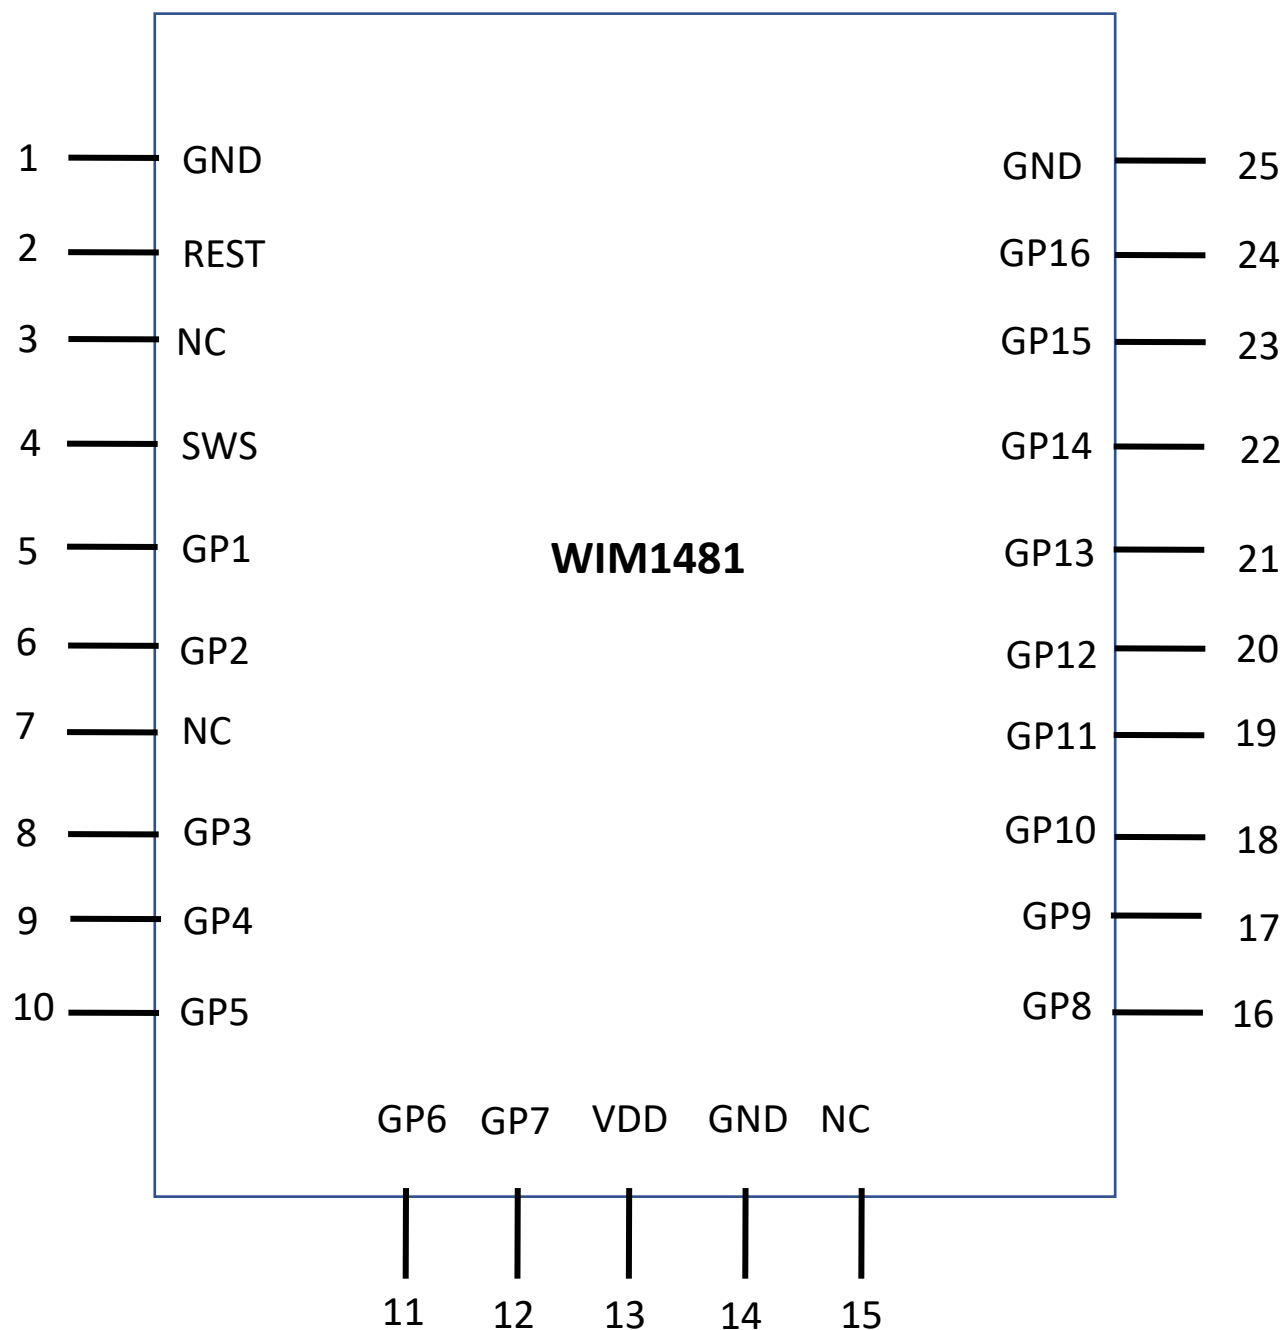 1 GND GND 25
2 REST GP16 24
3 NC GP15 23
4 SWS GP14 22
5 GP1 WIM1481 GP13 21
6 GP2 GP12 20
7 NC GP11 19
8 GP3 GP10 18
9 GP4 GP9 17
10 GP5 GP8 16
GP6 GP7 VDD GND NC
11 12 13 14 15